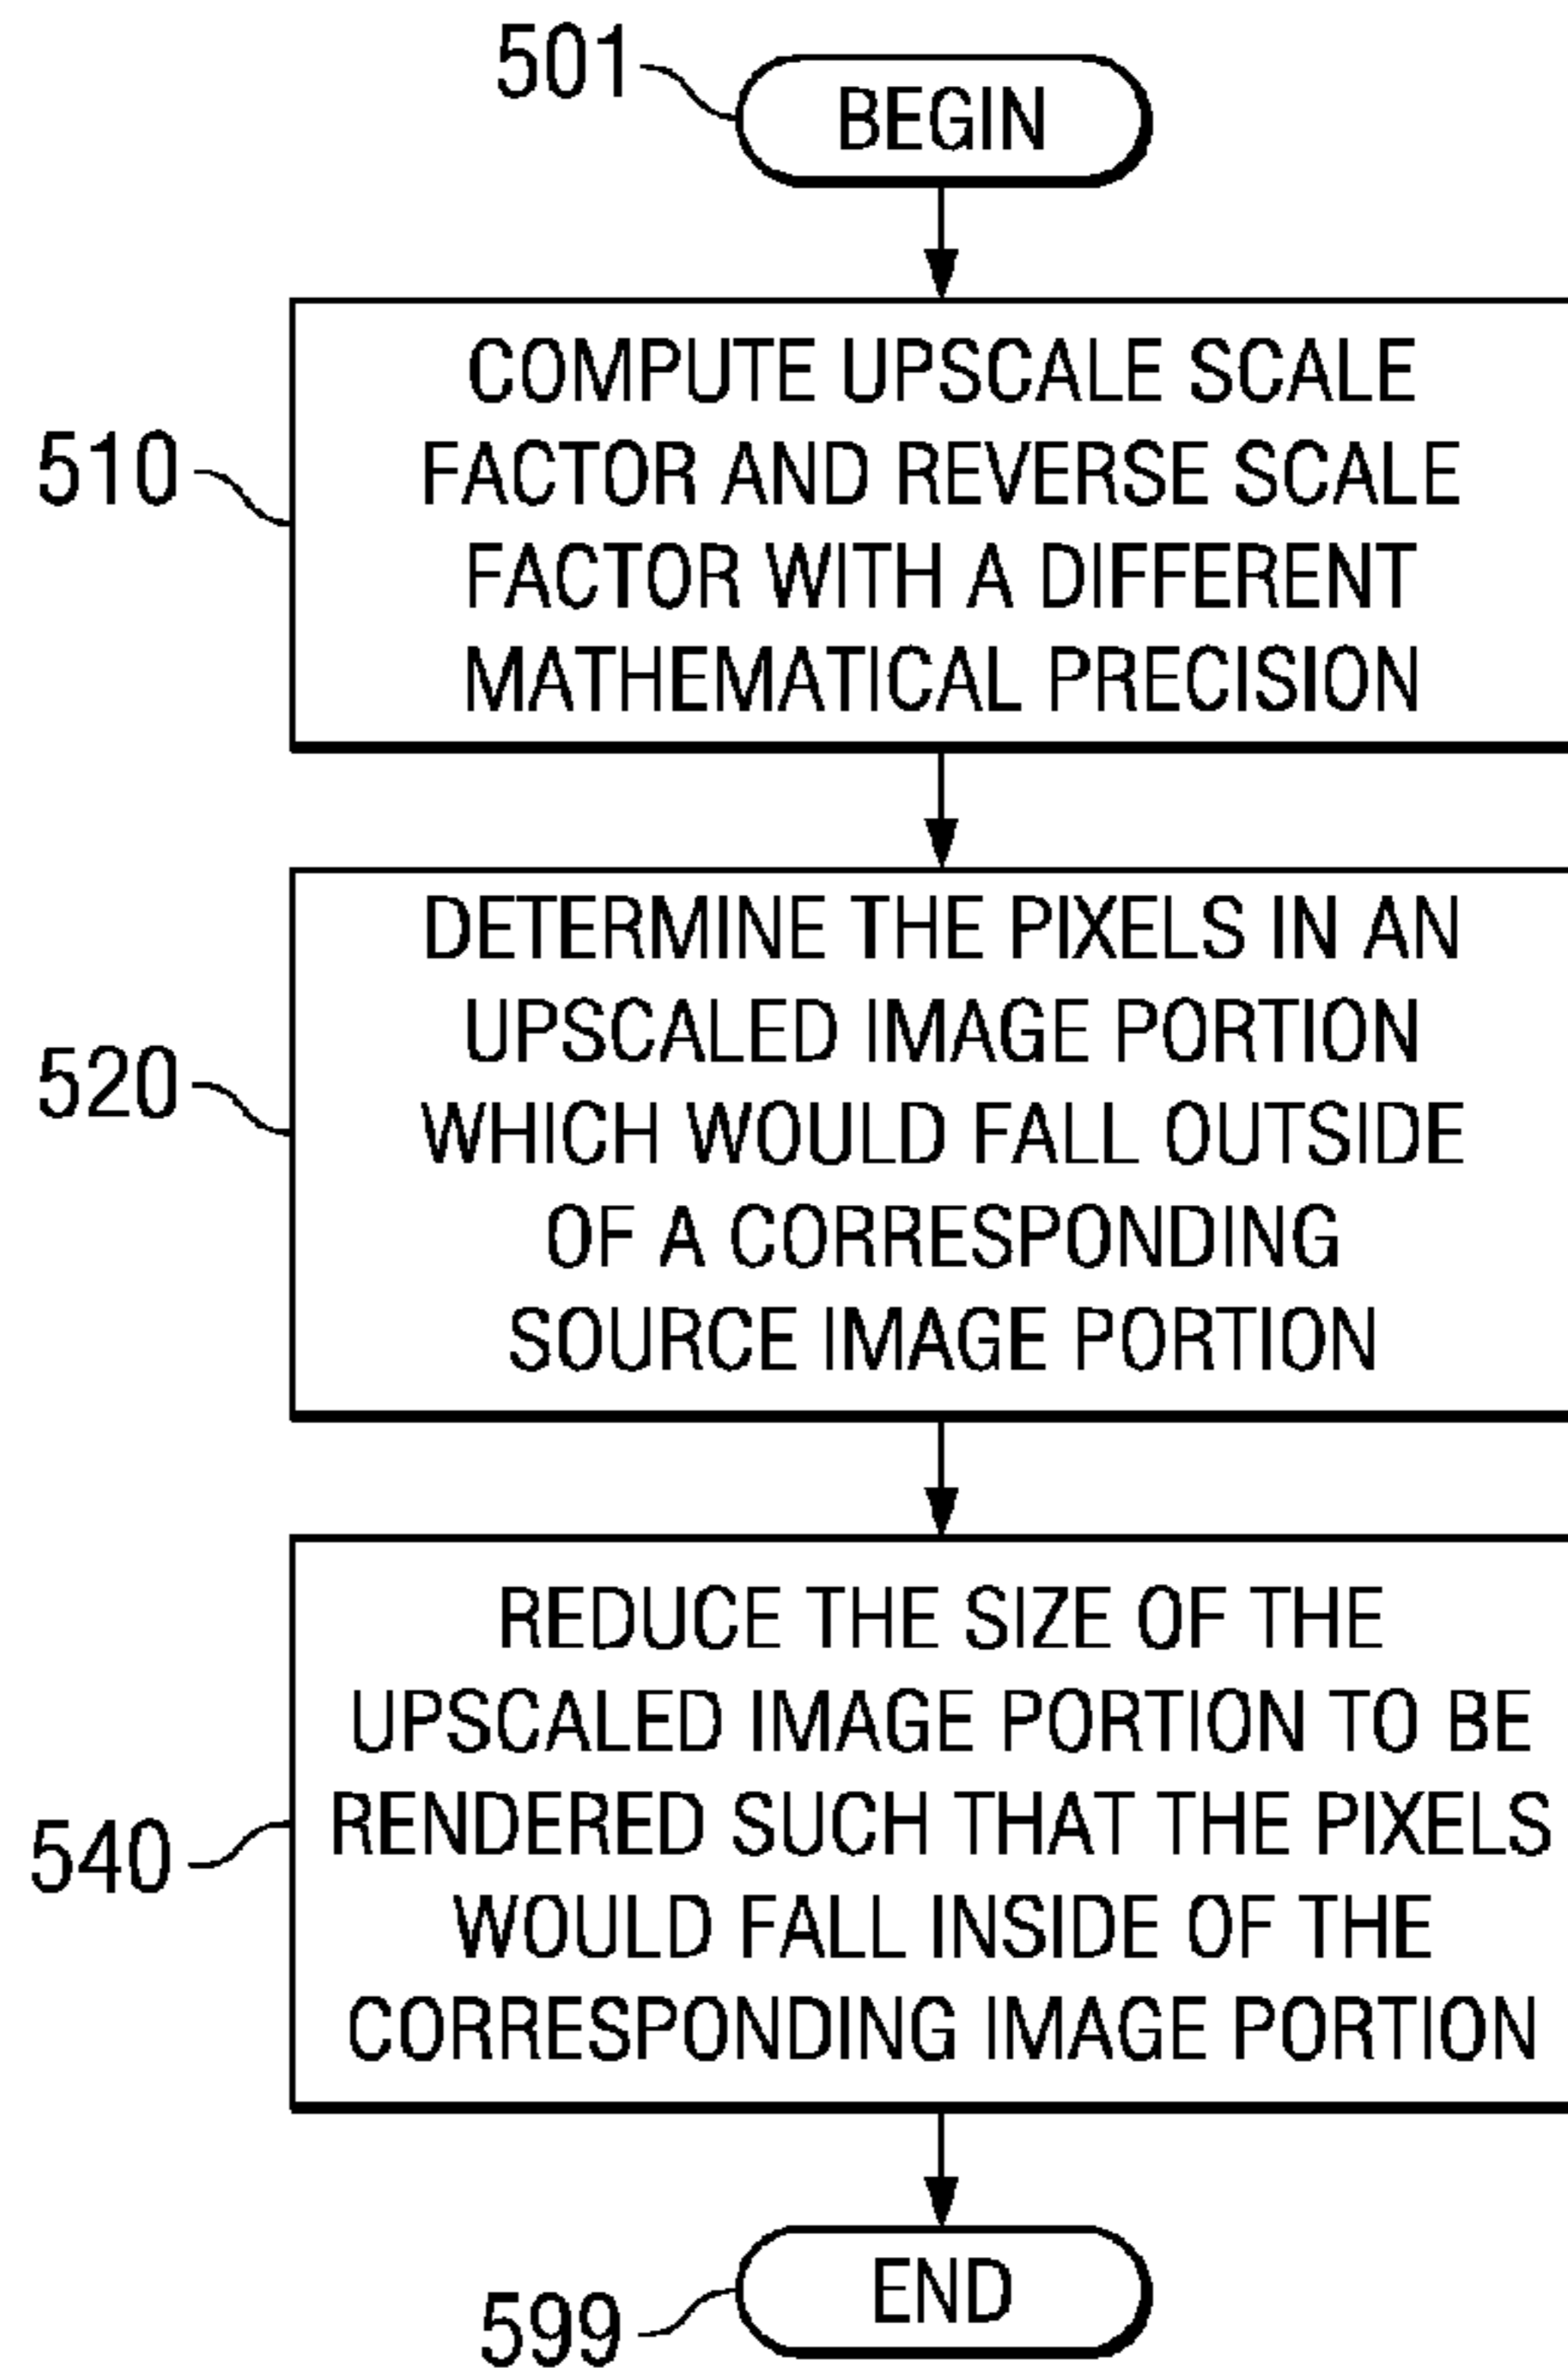 501
BEGIN
510
COMPUTE UPSCALE SCALE
FACTOR AND REVERSE SCALE
FACTOR WITH A DIFFERENT
MATHEMATICAL PRECISION
520
DETERMINE THE PIXELS IN AN
UPSCALED IMAGE PORTION
WHICH WOULD FALL OUTSIDE
OF A CORRESPONDING
SOURCE IMAGE PORTION
540
REDUCE THE SIZE OF THE
UPSCALED IMAGE PORTION TO BE
RENDERED SUCH THAT THE PIXELS
WOULD FALL INSIDE OF THE
CORRESPONDING IMAGE PORTION
599
END